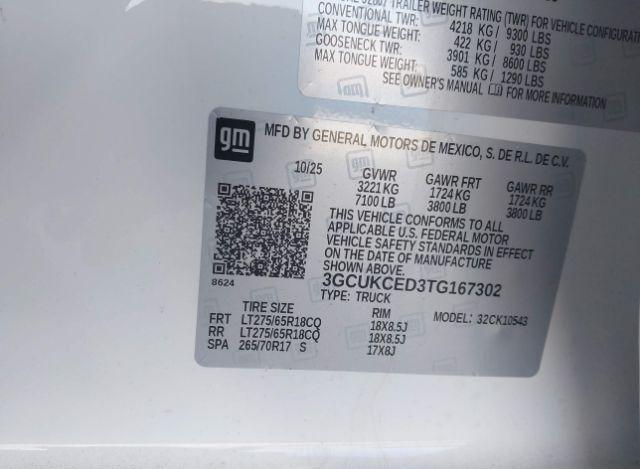 TRAILER WEIGHT RATING (TWR) FOR VEHICLE CONFIGURATION
CONVENTIONAL TWR: 4218 KG / 9300 LBS
MAX TONGUE WEIGHT: 422 KG / 930 LBS
GOOSENECK TWR: 3901 KG / 8600 LBS
MAX TONGUE WEIGHT: 585 KG / 1290 LBS
SEE OWNER'S MANUAL FOR MORE INFORMATION
gm MFD BY GENERAL MOTORS DE MEXICO, S. DE R.L. DE C.V.
10/25 GVWR GAWR FRT GAWR RR
3221 KG 1724 KG 1724 KG
7100 LB 3800 LB 3800 LB
THIS VEHICLE CONFORMS TO ALL
APPLICABLE U.S. FEDERAL MOTOR
VEHICLE SAFETY STANDARDS IN EFFECT
ON THE DATE OF MANUFACTURE
SHOWN ABOVE.
8624 3GCUKCED3TG167302
TYPE: TRUCK
TIRE SIZE RIM MODEL: 32CK10543
FRT LT275/65R18CQ 18X8.5J
RR LT275/65R18CQ 18X8.5J
SPA 265/70R17 S 17X8J